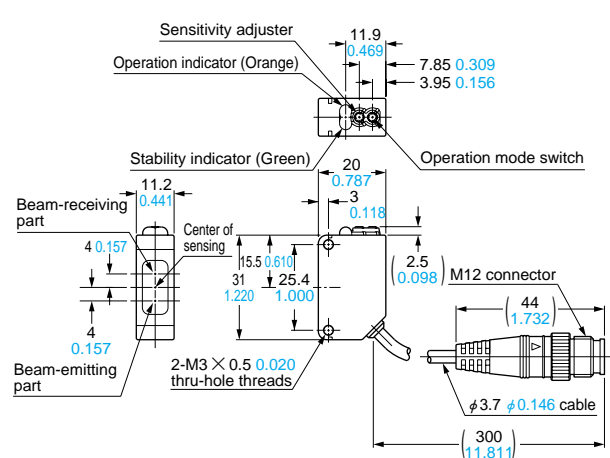 Sensitivity adjuster
11.9
0.469
Operation indicator (Orange)
7.85 0.309
3.95 0.156
Stability indicator (Green)
Operation mode switch
20
0.787
11.2
0.441
3
0.118
Beam-receiving
part
Center of
sensing
4 0.157
15.5 0.610
31
1.220
25.4
1.000
(2.5
0.098)
M12 connector
(44
1.732)
4
0.157
Beam-emitting
part
2-M3 × 0.5 0.020
thru-hole threads
φ3.7 φ0.146 cable
(300
11.811)